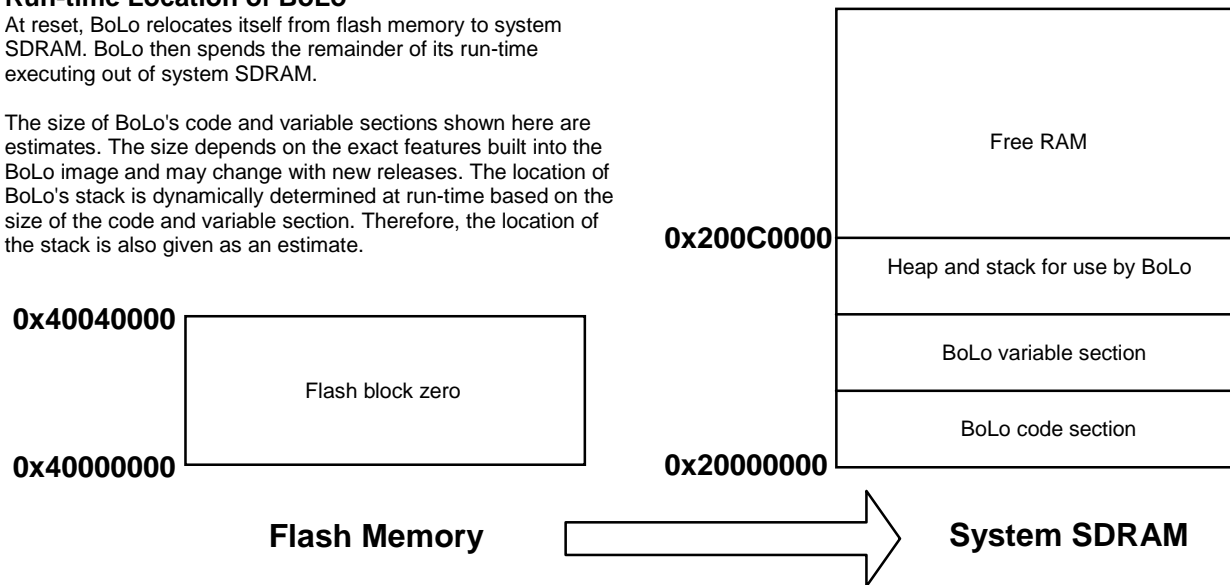 Run-time Location of BoLo
At reset, BoLo relocates itself from flash memory to system
SDRAM. BoLo then spends the remainder of its run-time
executing out of system SDRAM.
The size of BoLo's code and variable sections shown here are
estimates. The size depends on the exact features built into the
BoLo image and may change with new releases. The location of
BoLo's stack is dynamically determined at run-time based on the
size of the code and variable section. Therefore, the location of
the stack is also given as an estimate.
Free RAM
0x200C0000
Heap and stack for use by BoLo
0x40040000
BoLo variable section
Flash block zero
BoLo code section
0x40000000
0x20000000
Flash Memory
System SDRAM